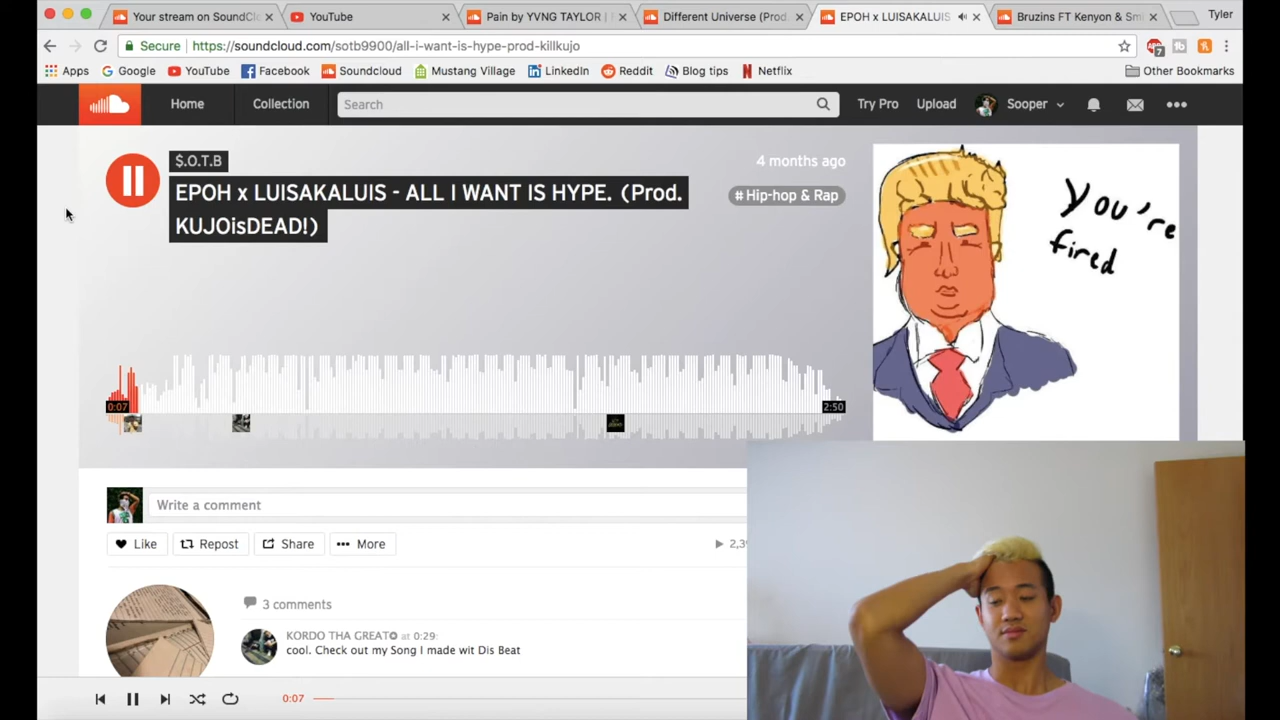 Your stream on SoundCl
YouTube
Pain by YVNG TAYLOR |
Different Universe (Prod
EPOH x LUISAKALUIS
Bruzins FT Kenyon & Smi
Tyler
Secure
https://soundcloud.com/sotb9900/all-i-want-is-hype-prod-killkujo
7
Apps
Google
YouTube
Facebook
Soundcloud
Mustang Village
LinkedIn
Reddit
Blog tips
Netflix
Other Bookmarks
Home
Collection
Search
Try Pro
Upload
Sooper
$.O.T.B
4 months ago
EPOH x LUISAKALUIS - ALL I WANT IS HYPE. (Prod.
KUJOisDEAD!)
# Hip-hop & Rap
You're
fired
0:07
2:50
Write a comment
Like
Repost
Share
More
3 comments
KORDO THA GREAT at 0:29:
cool. Check out my Song I made wit Dis Beat
0:07